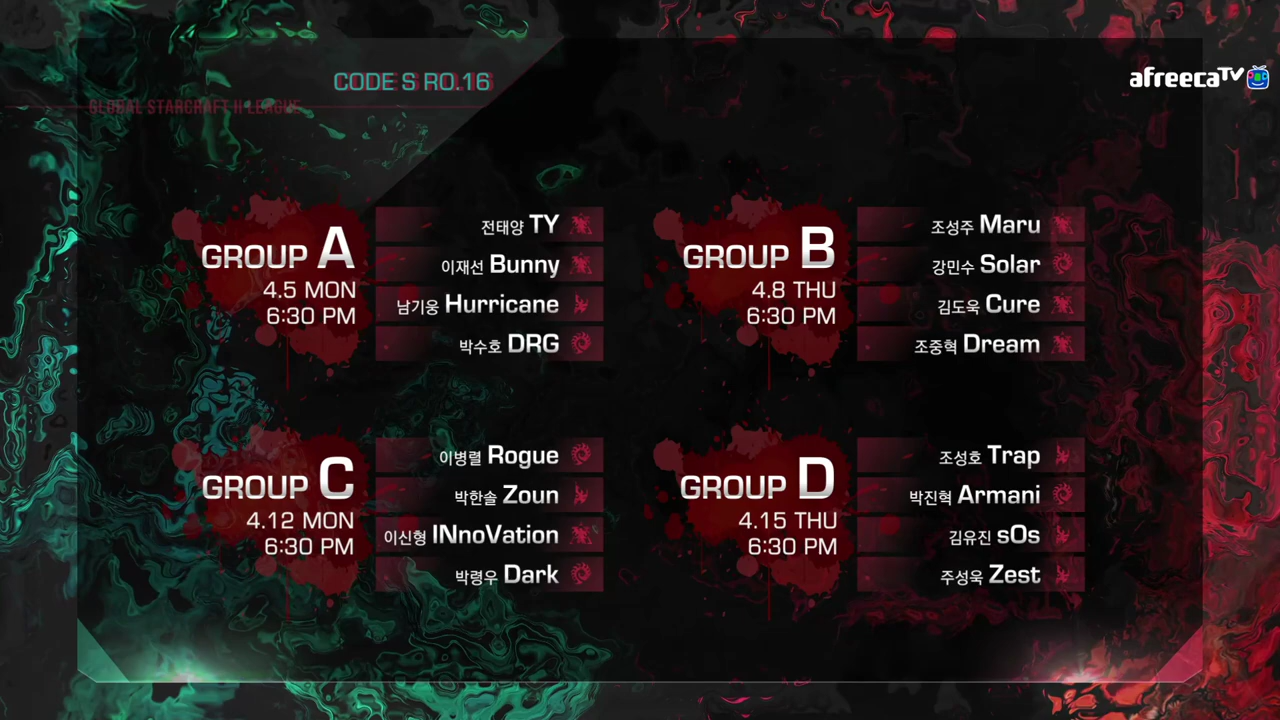 CODE S RO.16
GLOBAL STARCRAFT II LEAGUE
afreecaTV
GROUP A
4.5 MON
6:30 PM
전태양 TY
이재선 Bunny
남기웅 Hurricane
박수호 DRG
GROUP B
4.8 THU
6:30 PM
조성주 Maru
강민수 Solar
김도욱 Cure
조중혁 Dream
GROUP C
4.12 MON
6:30 PM
이병렬 Rogue
박한솔 Zoun
이신형 INnoVation
박령우 Dark
GROUP D
4.15 THU
6:30 PM
조성호 Trap
박진혁 Armani
김유진 sOs
주성욱 Zest